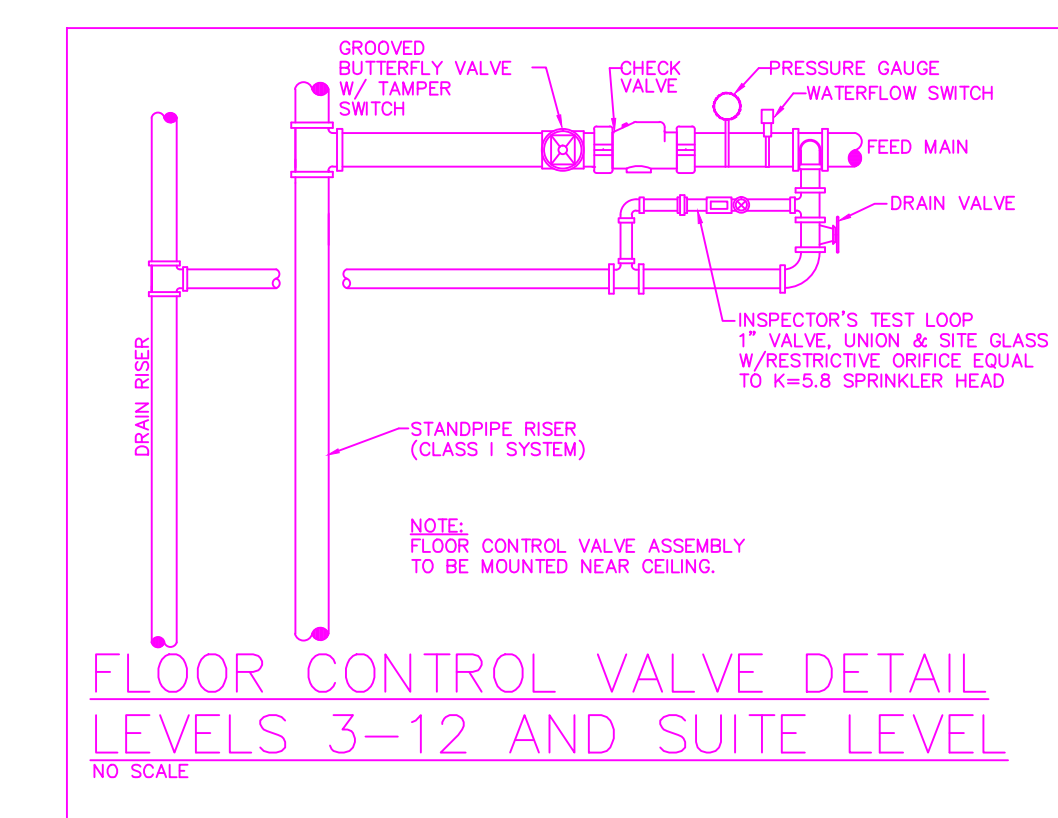 GROOVED
BUTTERFLY VALVE
W/ TAMPER
SWITCH
CHECK
VALVE
PRESSURE GAUGE
WATERFLOW SWITCH
FEED MAIN
DRAIN VALVE
INSPECTOR'S TEST LOOP
1" VALVE, UNION & SITE GLASS
W/RESTRICTIVE ORIFICE EQUAL
TO K=5.8 SPRINKLER HEAD
DRAIN RISER
STANDPIPE RISER
(CLASS I SYSTEM)
NOTE:
FLOOR CONTROL VALVE ASSEMBLY
TO BE MOUNTED NEAR CEILING.
FLOOR CONTROL VALVE DETAIL
LEVELS 3-12 AND SUITE LEVEL
NO SCALE